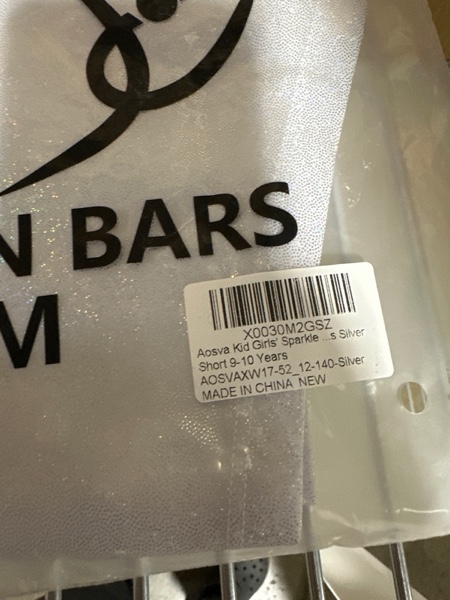 N BARS
M
X0030M2GSZ
Aosva Kid Girls' Sparkle ...s Silver
Short 9-10 Years
AOSVAXW17-52_12-140-Silver
MADE IN CHINA NEW